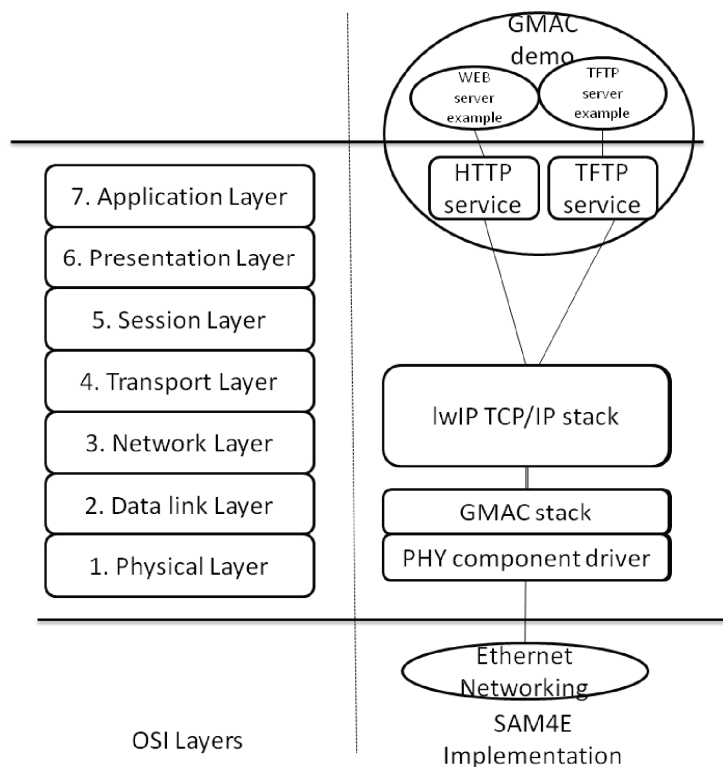 GMAC
demo
WEB
server
example
TFTP
server
example
7. Application Layer
6. Presentation Layer
5. Session Layer
4. Transport Layer
3. Network Layer
2. Data link Layer
1. Physical Layer
HTTP
service
TFTP
service
lwIP TCP/IP stack
GMAC stack
PHY component driver
Ethernet
Networking
OSI Layers
SAM4E
Implementation